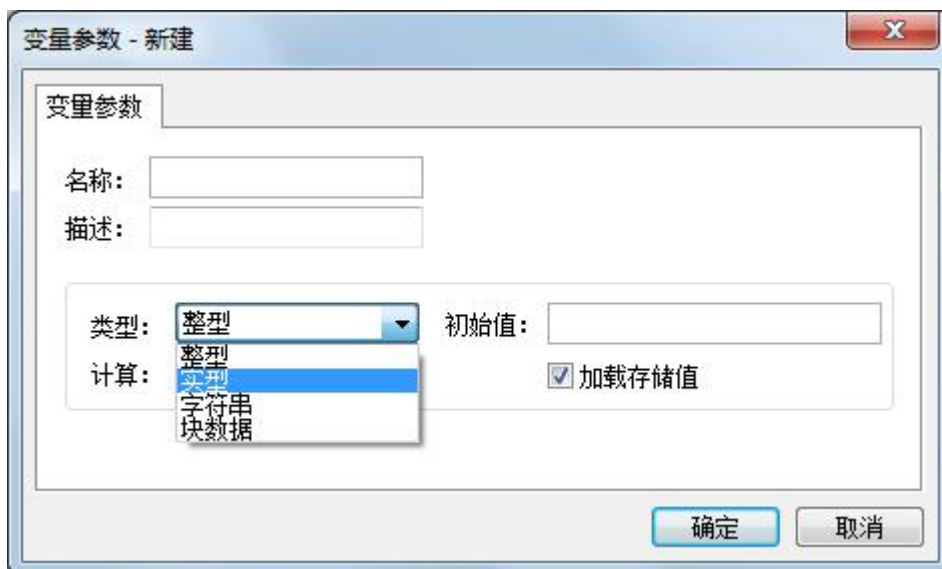 变量参数 - 新建
变量参数
名称：
描述：
类型： 整型 初始值：
整型
实型
计算： 加载存储值
字符串
块数据
确定 取消